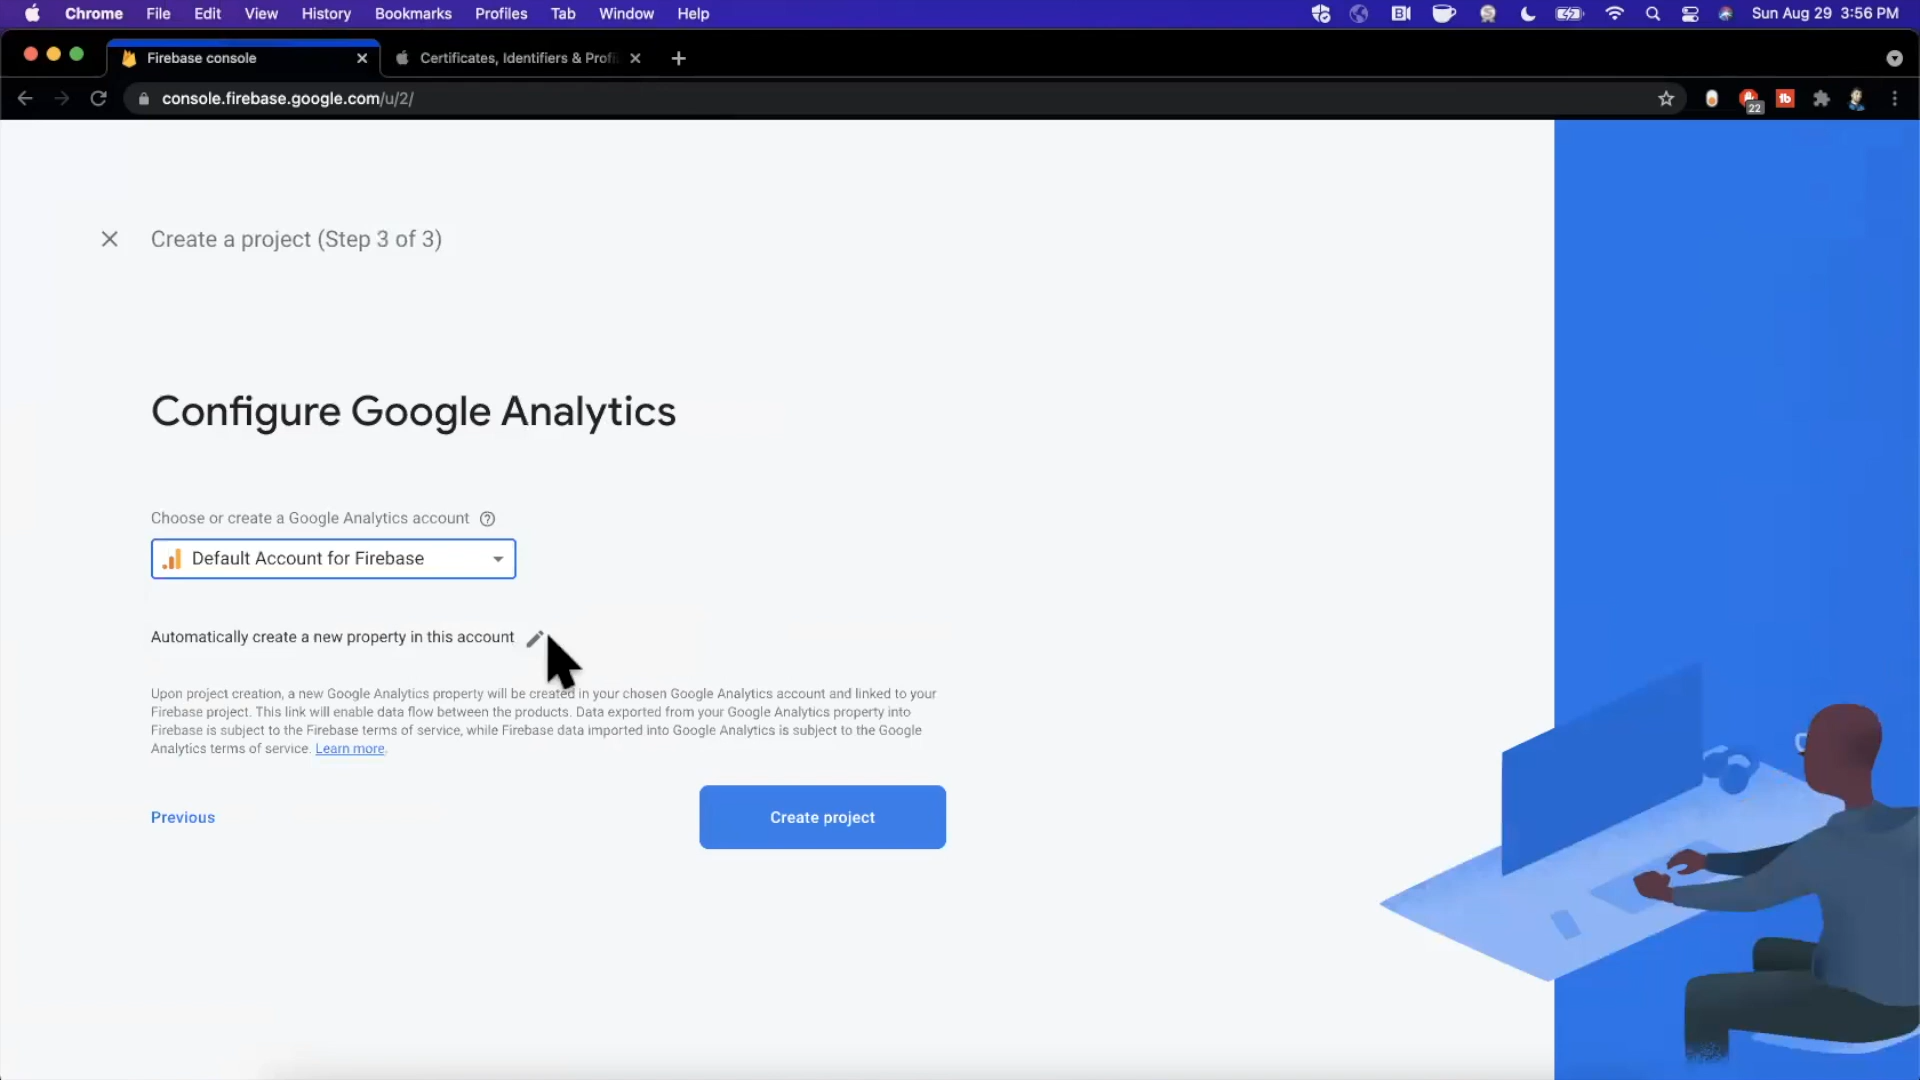 Chrome File Edit View History Bookmarks Profiles Tab Window Help Sun Aug 29 3:56 PM
Firebase console Certificates, Identifiers & Profi
console.firebase.google.com/u/2/ 22 tb
Create a project (Step 3 of 3)
Configure Google Analytics
Choose or create a Google Analytics account
Default Account for Firebase
Automatically create a new property in this account
Upon project creation, a new Google Analytics property will be created in your chosen Google Analytics account and linked to your
Firebase project. This link will enable data flow between the products. Data exported from your Google Analytics property into
Firebase is subject to the Firebase terms of service, while Firebase data imported into Google Analytics is subject to the Google
Analytics terms of service. Learn more.
Previous Create project